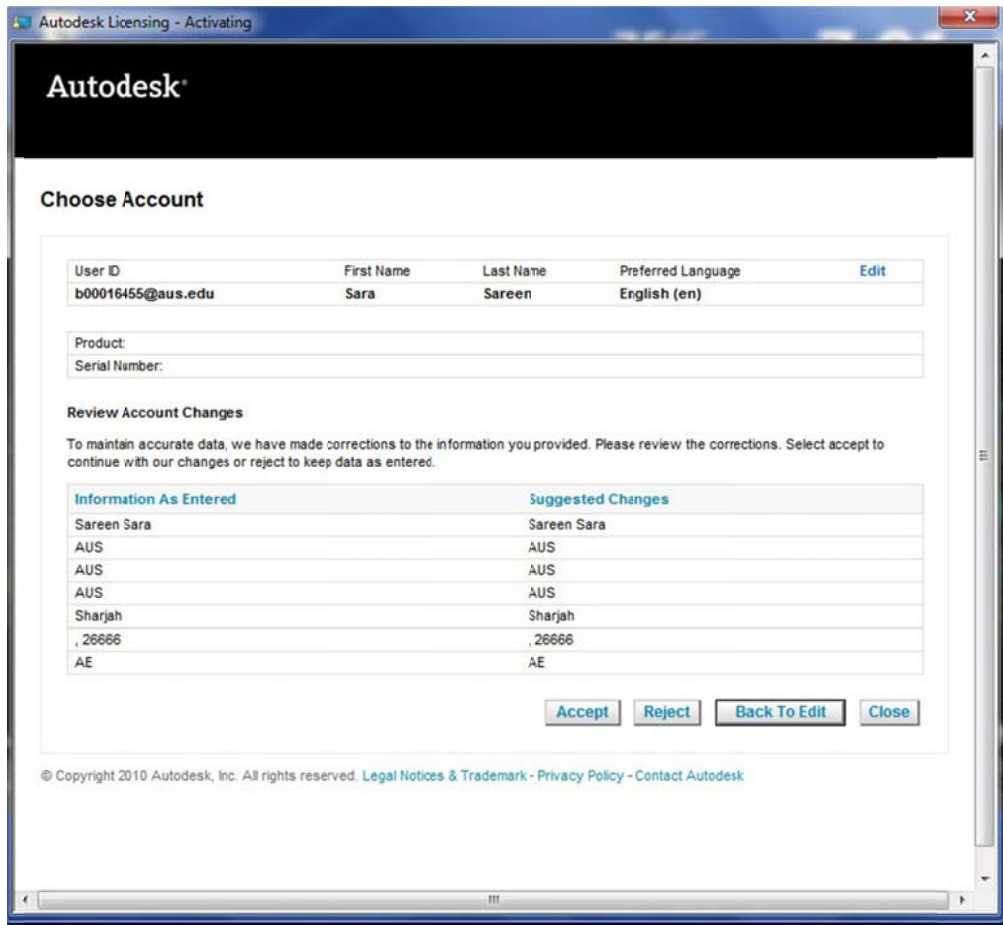 Autodesk Licensing - Activating
Autodesk®
Choose Account
User ID First Name Last Name Preferred Language Edit
b00016455@aus.edu Sara Sareen English (en)
Product:
Serial Number:
Review Account Changes
To maintain accurate data, we have made corrections to the information you provided. Please review the corrections. Select accept to
continue with our changes or reject to keep data as entered.
Information As Entered Suggested Changes
Sareen Sara Sareen Sara
AUS AUS
AUS AUS
AUS AUS
Sharjah Sharjah
, 26666 , 26666
AE AE
Accept Reject Back To Edit Close
© Copyright 2010 Autodesk, Inc. All rights reserved. Legal Notices & Trademark - Privacy Policy - Contact Autodesk